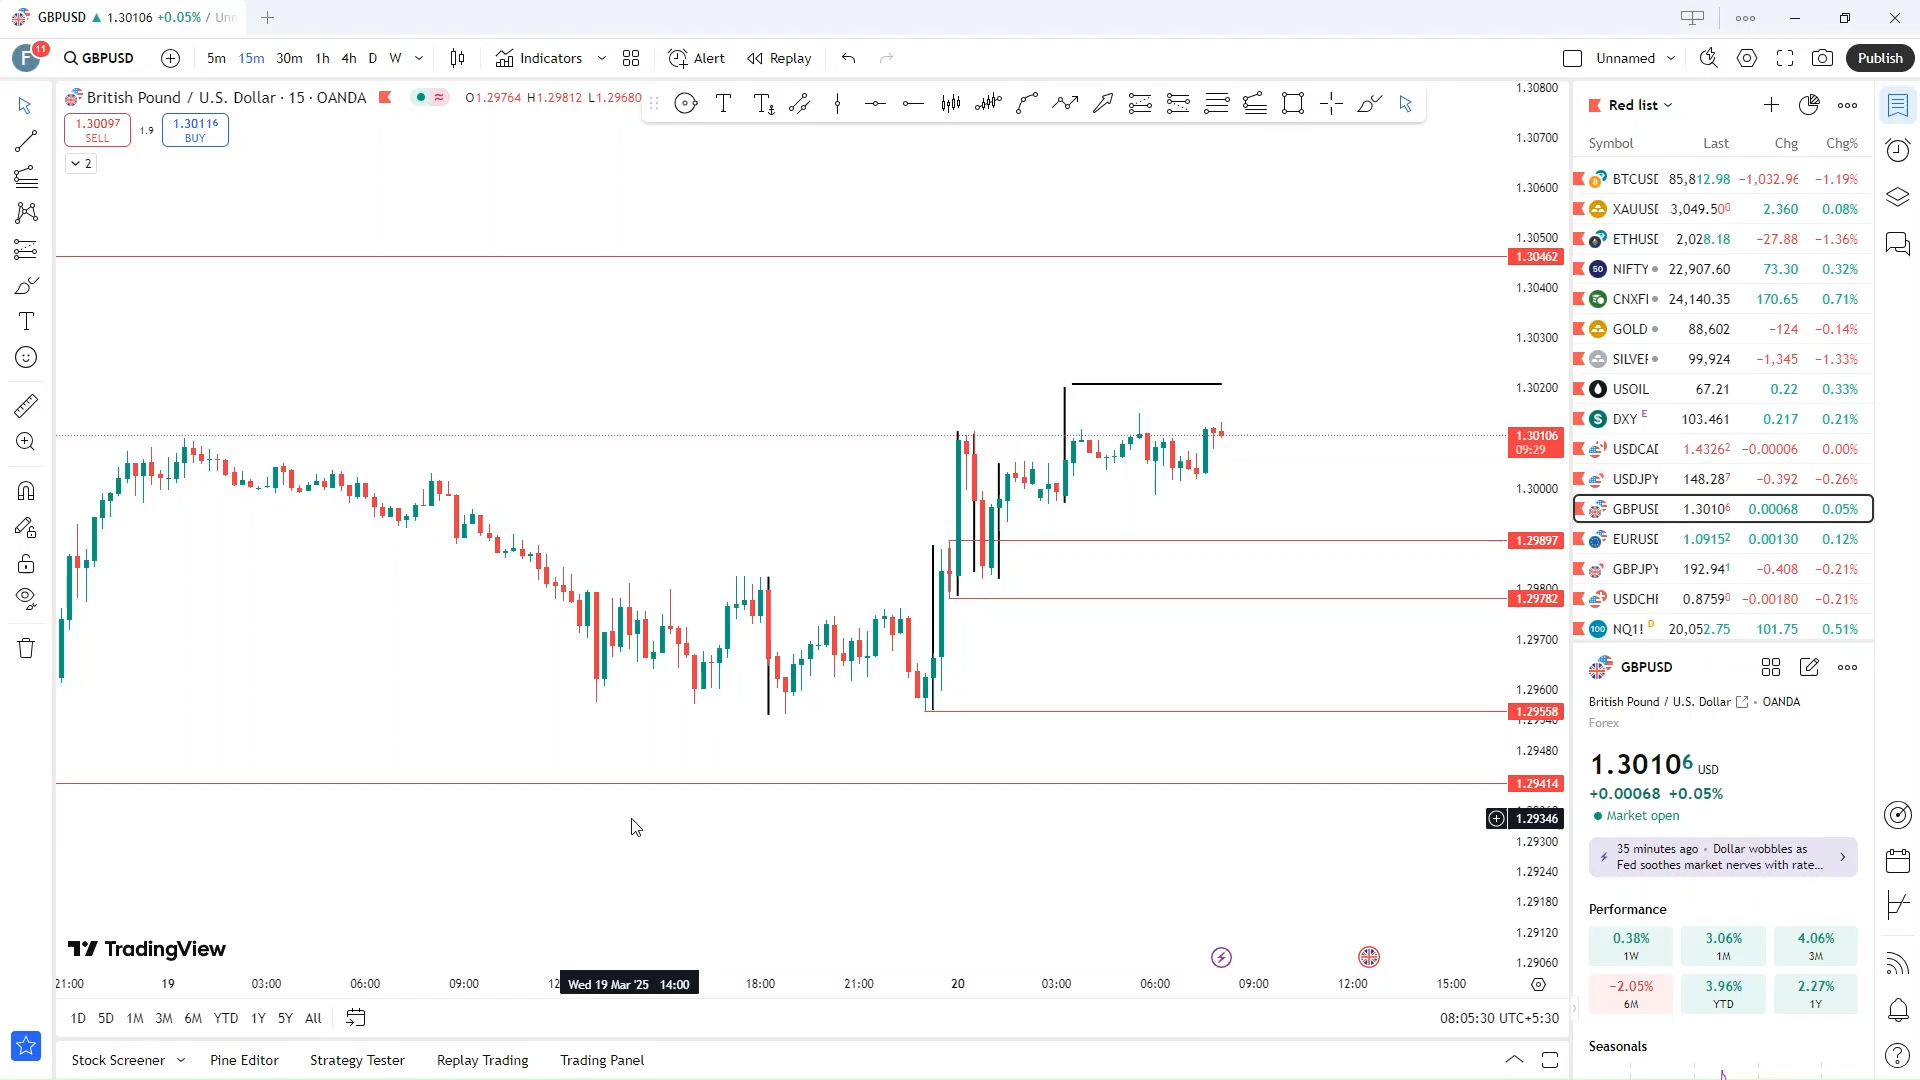 GBPUSD ▲ 1.30106 +0.05% / Unn
F 11 GBPUSD 5m 15m 30m 1h 4h D W Indicators Alert Replay Unnamed Publish
British Pound / U.S. Dollar · 15 · OANDA O1.29764 H1.29812 L1.29680
1.30097 SELL 1.9 1.30116 BUY
2
1.30800
1.30700
1.30600
1.30500
1.30462
1.30400
1.30300
1.30200
1.30106
09:29
1.30000
1.29897
1.29800
1.29782
1.29700
1.29600
1.29558
1.29480
1.29414
1.29346
1.29300
1.29240
1.29180
1.29120
1.29060
TradingView
21:00 19 03:00 06:00 09:00 12 Wed 19 Mar '25 14:00 18:00 21:00 20 03:00 06:00 09:00 12:00 15:00
1D 5D 1M 3M 6M YTD 1Y 5Y All 08:05:30 UTC+5:30
Stock Screener Pine Editor Strategy Tester Replay Trading Trading Panel
Red list
Symbol Last Chg Chg%
BTCUSD 85,812.98 −1,032.96 −1.19%
XAUUSD 3,049.500 2.360 0.08%
ETHUSD 2,028.18 −27.88 −1.36%
50 NIFTY 22,907.60 73.30 0.32%
CNXFI 24,140.35 170.65 0.71%
GOLD 88,602 −124 −0.14%
SILVER 99,924 −1,345 −1.33%
USOIL 67.21 0.22 0.33%
$ DXY E 103.461 0.217 0.21%
USDCAD 1.43262 −0.00006 0.00%
USDJPY 148.287 −0.392 −0.26%
GBPUSD 1.30106 0.00068 0.05%
EURUSD 1.09152 0.00130 0.12%
GBPJPY 192.941 −0.408 −0.21%
USDCHF 0.87590 −0.00180 −0.21%
100 NQ1! D 20,052.75 101.75 0.51%
GBPUSD
British Pound / U.S. Dollar • OANDA
Forex
1.30106 USD
+0.00068 +0.05%
Market open
35 minutes ago • Dollar wobbles as
Fed soothes market nerves with rate...
Performance
0.38% 3.06% 4.06%
1W 1M 3M
−2.05% 3.96% 2.27%
6M YTD 1Y
Seasonals